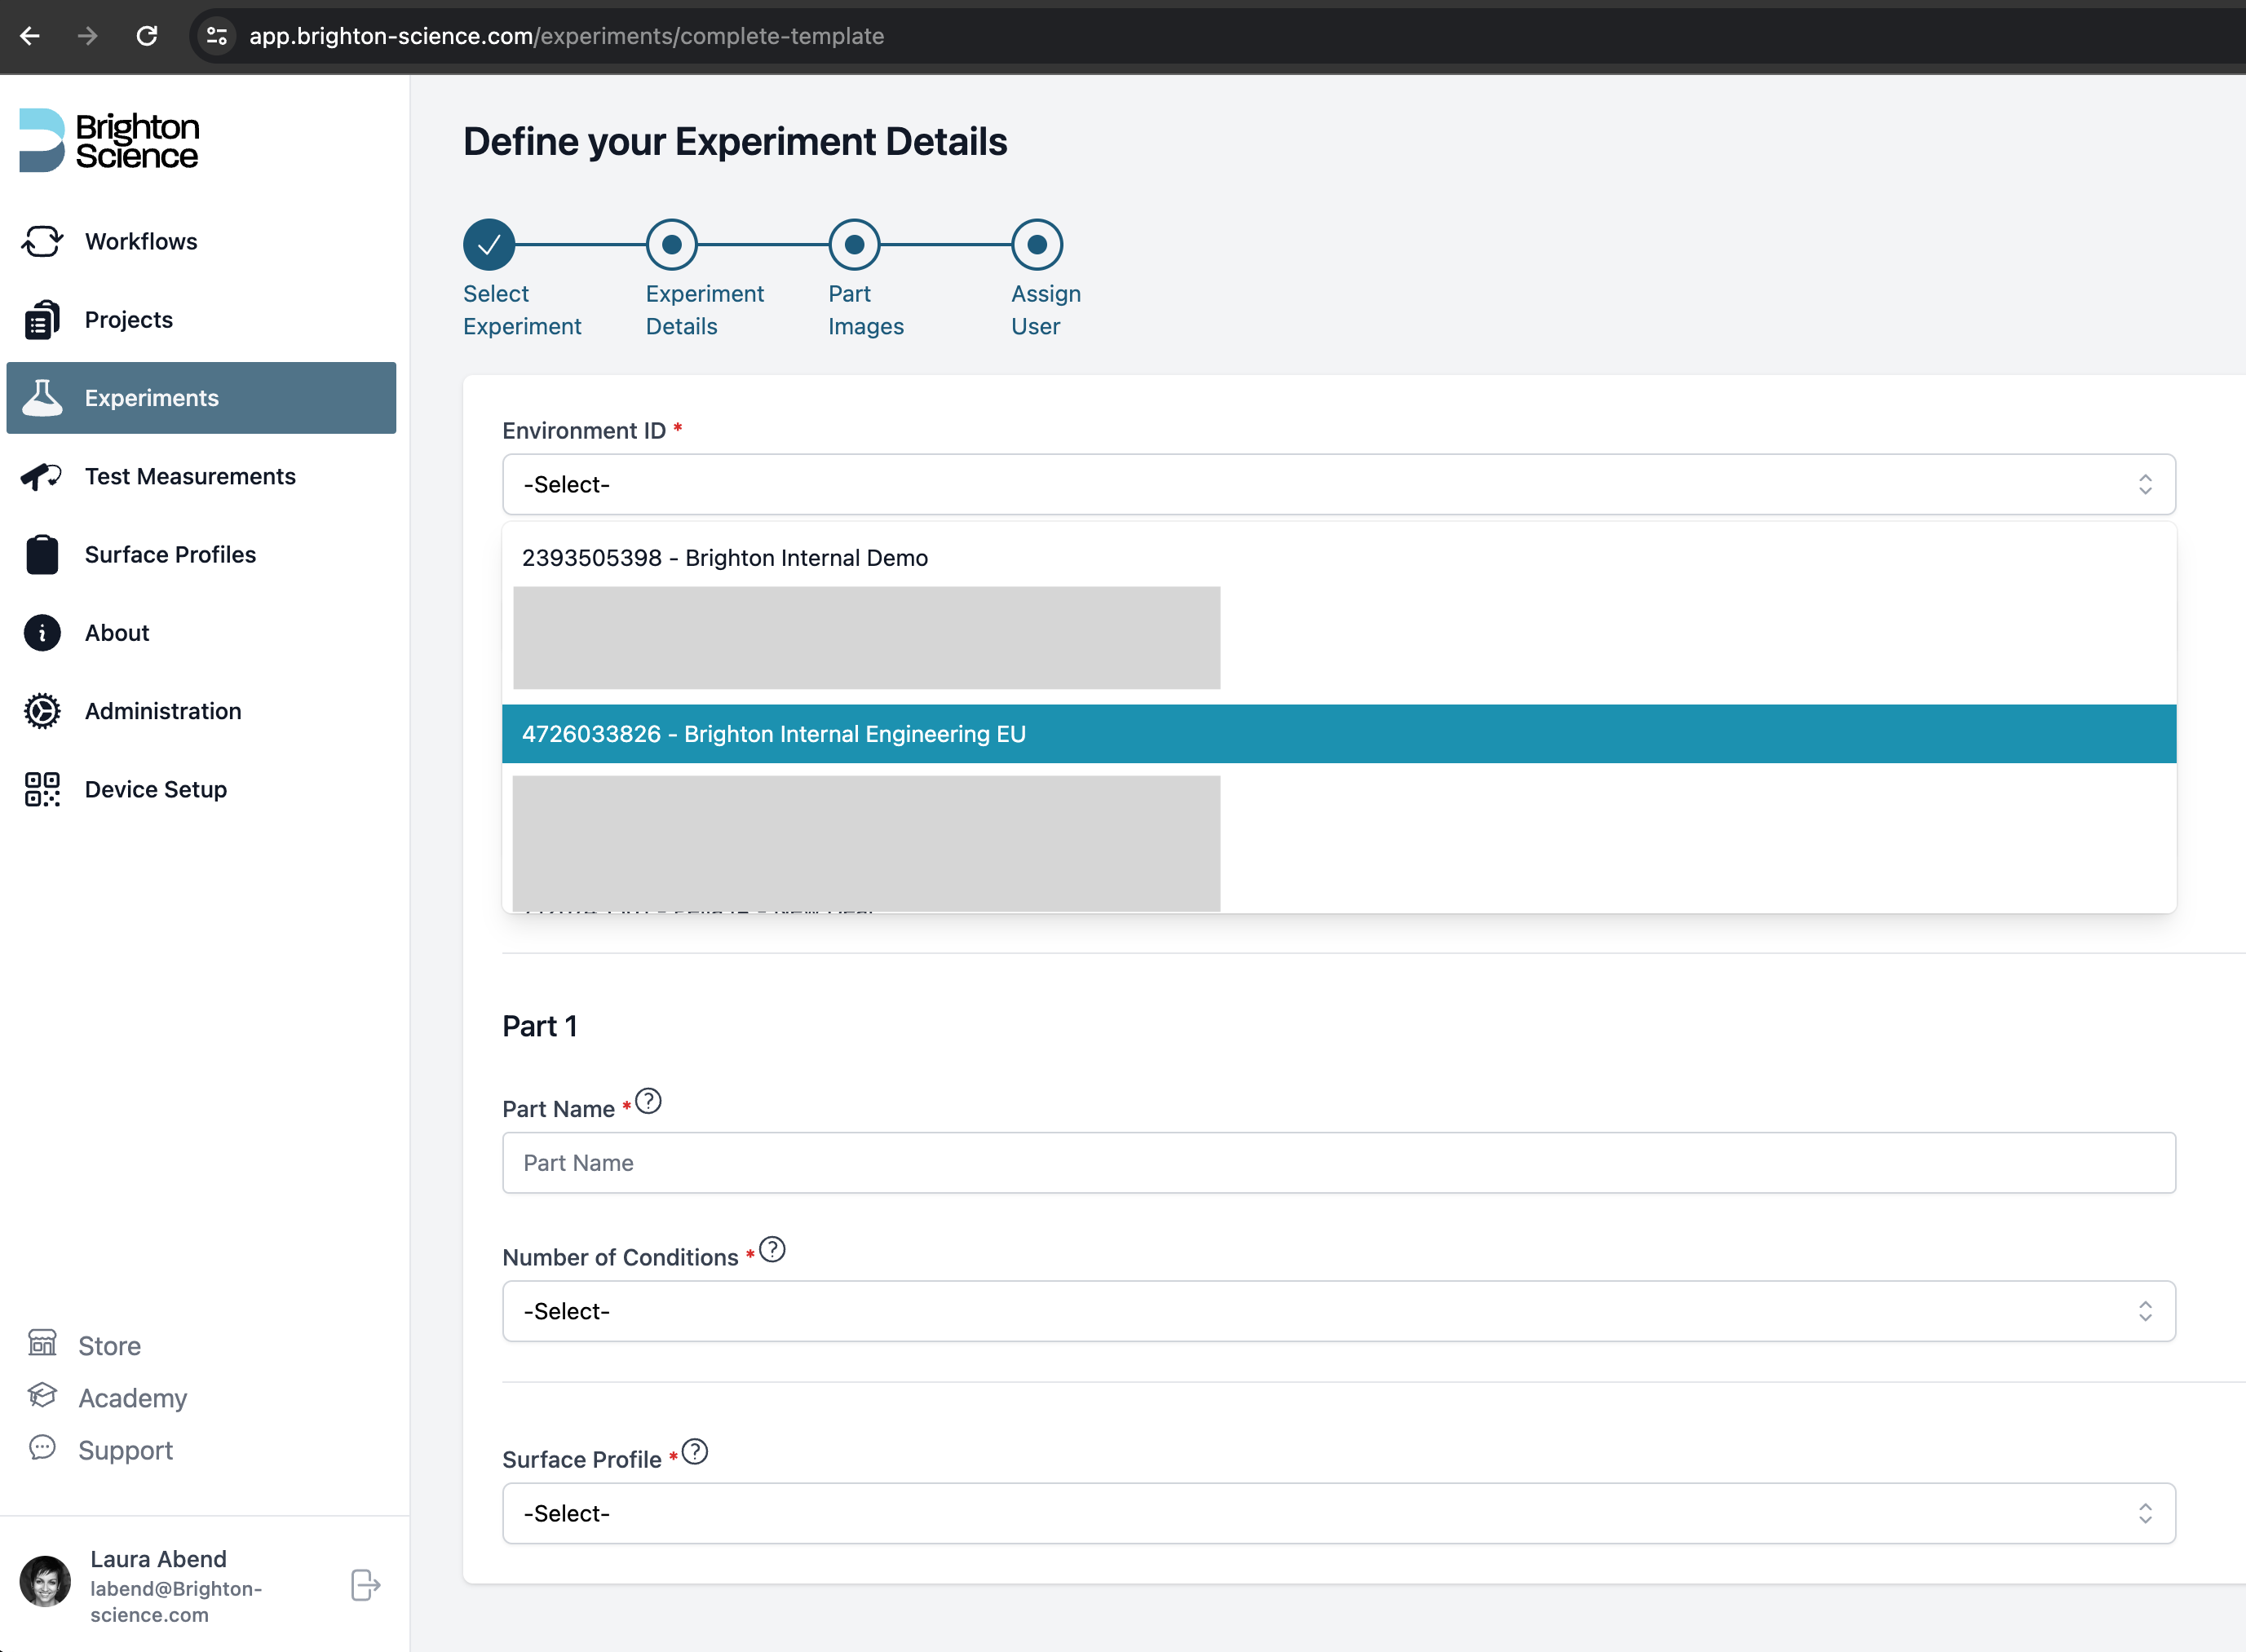 app.brighton-science.com/experiments/complete-template
Brighton
Science
Workflows
Projects
Experiments
Test Measurements
Surface Profiles
About
Administration
Device Setup
Store
Academy
Support
Laura Abend
labend@Brighton-
science.com
Define your Experiment Details
Select
Experiment
Experiment
Details
Part
Images
Assign
User
Environment ID *
-Select-
2393505398 - Brighton Internal Demo
4726033826 - Brighton Internal Engineering EU
Part 1
Part Name *
Part Name
Number of Conditions *
-Select-
Surface Profile *
-Select-